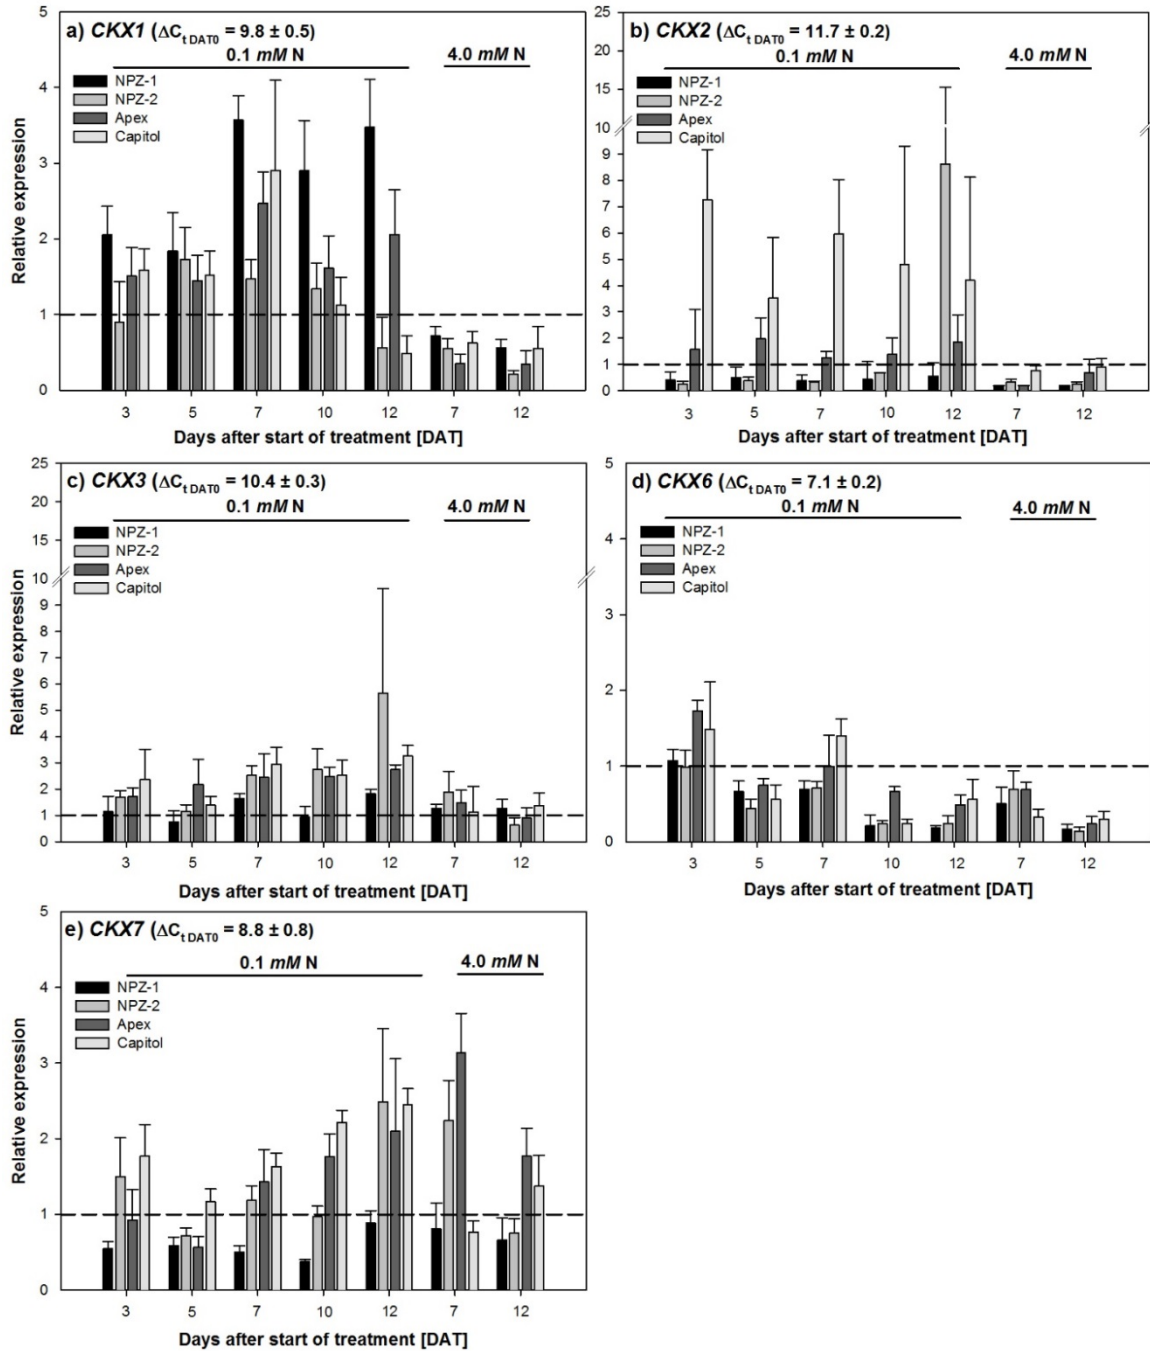 a) CKX1 (ΔCt DAT0 = 9.8 ± 0.5)
0.1 mM N
4.0 mM N
NPZ-1
NPZ-2
Apex
Capitol
5
4
3
2
1
0
Relative expression
3 5 7 10 12 7 12
Days after start of treatment [DAT]
b) CKX2 (ΔCt DAT0 = 11.7 ± 0.2)
0.1 mM N
4.0 mM N
NPZ-1
NPZ-2
Apex
Capitol
25
20
15
10
9
8
7
6
5
4
3
2
1
0
3 5 7 10 12 7 12
Days after start of treatment [DAT]
c) CKX3 (ΔCt DAT0 = 10.4 ± 0.3)
0.1 mM N
4.0 mM N
NPZ-1
NPZ-2
Apex
Capitol
25
20
15
10
9
8
7
6
5
4
3
2
1
0
Relative expression
3 5 7 10 12 7 12
Days after start of treatment [DAT]
d) CKX6 (ΔCt DAT0 = 7.1 ± 0.2)
0.1 mM N
4.0 mM N
NPZ-1
NPZ-2
Apex
Capitol
5
4
3
2
1
0
3 5 7 10 12 7 12
Days after start of treatment [DAT]
e) CKX7 (ΔCt DAT0 = 8.8 ± 0.8)
0.1 mM N
4.0 mM N
NPZ-1
NPZ-2
Apex
Capitol
5
4
3
2
1
0
Relative expression
3 5 7 10 12 7 12
Days after start of treatment [DAT]